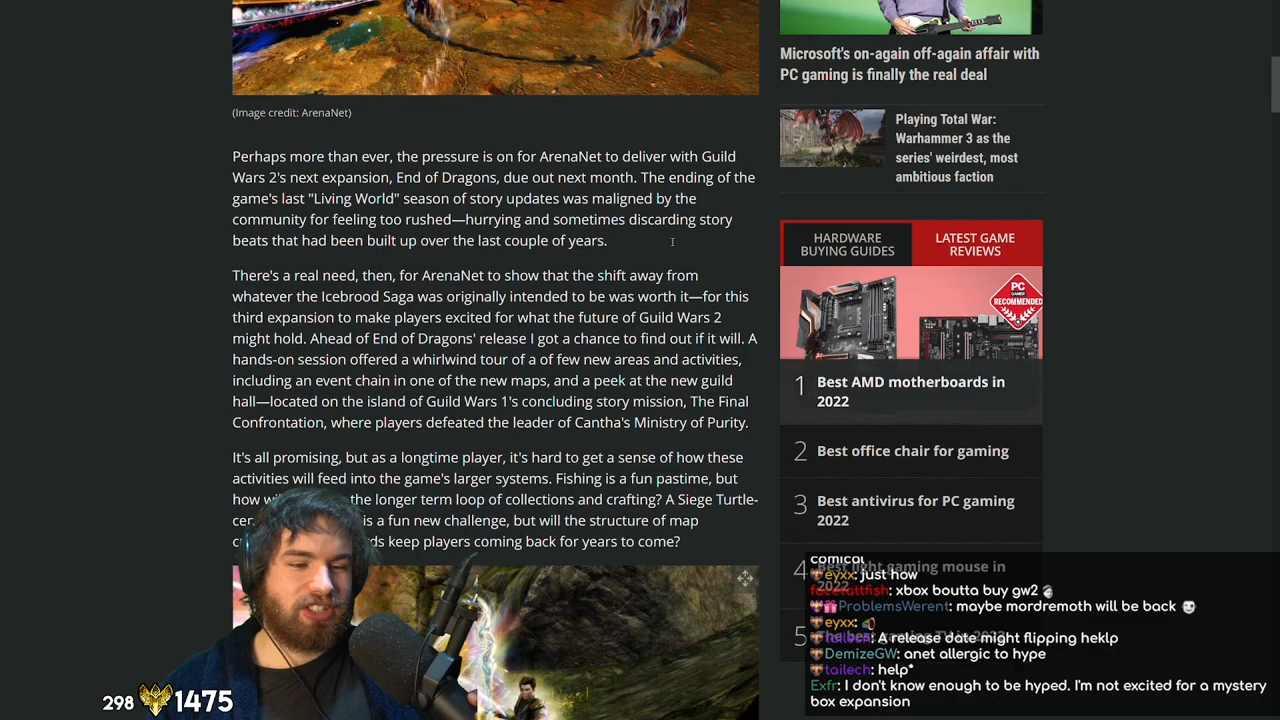 (Image credit: ArenaNet)
Perhaps more than ever, the pressure is on for ArenaNet to deliver with Guild
Wars 2's next expansion, End of Dragons, due out next month. The ending of the
game's last "Living World" season of story updates was maligned by the
community for feeling too rushed—hurrying and sometimes discarding story
beats that had been built up over the last couple of years.
There's a real need, then, for ArenaNet to show that the shift away from
whatever the Icebrood Saga was originally intended to be was worth it—for this
third expansion to make players excited for what the future of Guild Wars 2
might hold. Ahead of End of Dragons' release I got a chance to find out if it will. A
hands-on session offered a whirlwind tour of a of few new areas and activities,
including an event chain in one of the new maps, and a peek at the new guild
hall—located on the island of Guild Wars 1's concluding story mission, The Final
Confrontation, where players defeated the leader of Cantha's Ministry of Purity.
It's all promising, but as a longtime player, it's hard to get a sense of how these
activities will feed into the game's larger systems. Fishing is a fun pastime, but
how the longer term loop of collections and crafting? A Siege Turtle-
is a fun new challenge, but will the structure of map
keep players coming back for years to come?
Microsoft's on-again off-again affair with
PC gaming is finally the real deal
Playing Total War:
Warhammer 3 as the
series' weirdest, most
ambitious faction
HARDWARE
BUYING GUIDES
LATEST GAME
REVIEWS
PC
GAMER
RECOMMENDED
1 Best AMD motherboards in
2022
2 Best office chair for gaming
3 Best antivirus for PC gaming
2022
4 Best light gaming mouse in
2022
5
comical
eyxx: just how
xbox boutta buy gw2
ProblemsWerent: maybe mordremoth will be back
eyxx:
tailech: A release date might flipping heklp
DemizeGW: anet allergic to hype
tailech: help*
Exfr: I don't know enough to be hyped. I'm not excited for a mystery
box expansion
298 1475